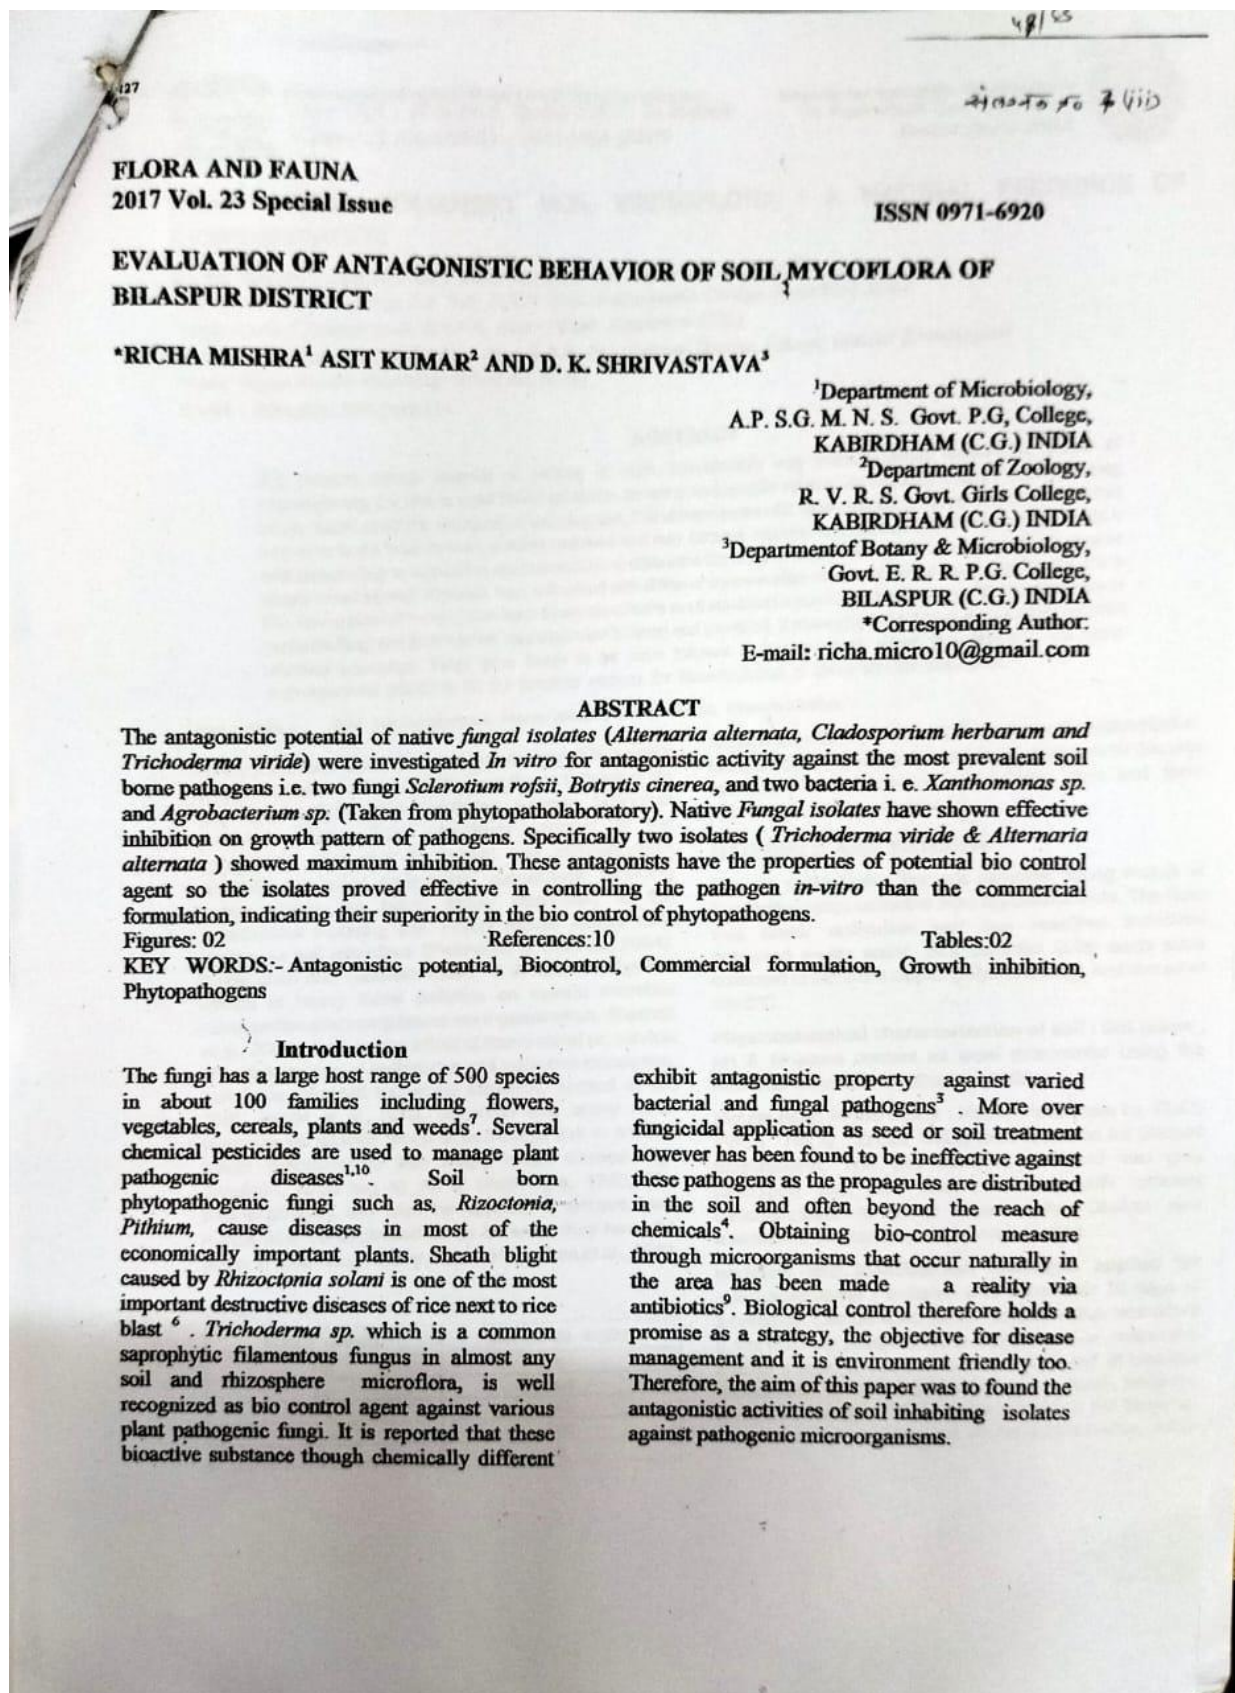 48/55
127
संलग्नक क्र 7 (iii)
FLORA AND FAUNA
2017 Vol. 23 Special Issue
ISSN 0971-6920
EVALUATION OF ANTAGONISTIC BEHAVIOR OF SOIL MYCOFLORA OF
BILASPUR DISTRICT
*RICHA MISHRA¹ ASIT KUMAR² AND D. K. SHRIVASTAVA³
¹Department of Microbiology,
A.P. S.G. M. N. S. Govt. P.G, College,
KABIRDHAM (C.G.) INDIA
²Department of Zoology,
R. V. R. S. Govt. Girls College,
KABIRDHAM (C.G.) INDIA
³Departmentof Botany & Microbiology,
Govt. E. R. R. P.G. College,
BILASPUR (C.G.) INDIA
*Corresponding Author:
E-mail: richa.micro10@gmail.com
ABSTRACT
The antagonistic potential of native fungal isolates (Alternaria alternata, Cladosporium herbarum and
Trichoderma viride) were investigated In vitro for antagonistic activity against the most prevalent soil
borne pathogens i.e. two fungi Sclerotium rofsii, Botrytis cinerea, and two bacteria i. e. Xanthomonas sp.
and Agrobacterium sp. (Taken from phytopatholaboratory). Native Fungal isolates have shown effective
inhibition on growth pattern of pathogens. Specifically two isolates ( Trichoderma viride & Alternaria
alternata ) showed maximum inhibition. These antagonists have the properties of potential bio control
agent so the isolates proved effective in controlling the pathogen in-vitro than the commercial
formulation, indicating their superiority in the bio control of phytopathogens.
Figures: 02 References:10 Tables:02
KEY WORDS:- Antagonistic potential, Biocontrol, Commercial formulation, Growth inhibition,
Phytopathogens
Introduction
The fungi has a large host range of 500 species
in about 100 families including flowers,
vegetables, cereals, plants and weeds⁷. Several
chemical pesticides are used to manage plant
pathogenic diseases¹,¹⁰. Soil born
phytopathogenic fungi such as, Rizoctonia,
Pithium, cause diseases in most of the
economically important plants. Sheath blight
caused by Rhizoctonia solani is one of the most
important destructive diseases of rice next to rice
blast ⁶ . Trichoderma sp. which is a common
saprophytic filamentous fungus in almost any
soil and rhizosphere microflora, is well
recognized as bio control agent against various
plant pathogenic fungi. It is reported that these
bioactive substance though chemically different
exhibit antagonistic property against varied
bacterial and fungal pathogens³ . More over
fungicidal application as seed or soil treatment
however has been found to be ineffective against
these pathogens as the propagules are distributed
in the soil and often beyond the reach of
chemicals⁴. Obtaining bio-control measure
through microorganisms that occur naturally in
the area has been made a reality via
antibiotics⁹. Biological control therefore holds a
promise as a strategy, the objective for disease
management and it is environment friendly too.
Therefore, the aim of this paper was to found the
antagonistic activities of soil inhabiting isolates
against pathogenic microorganisms.